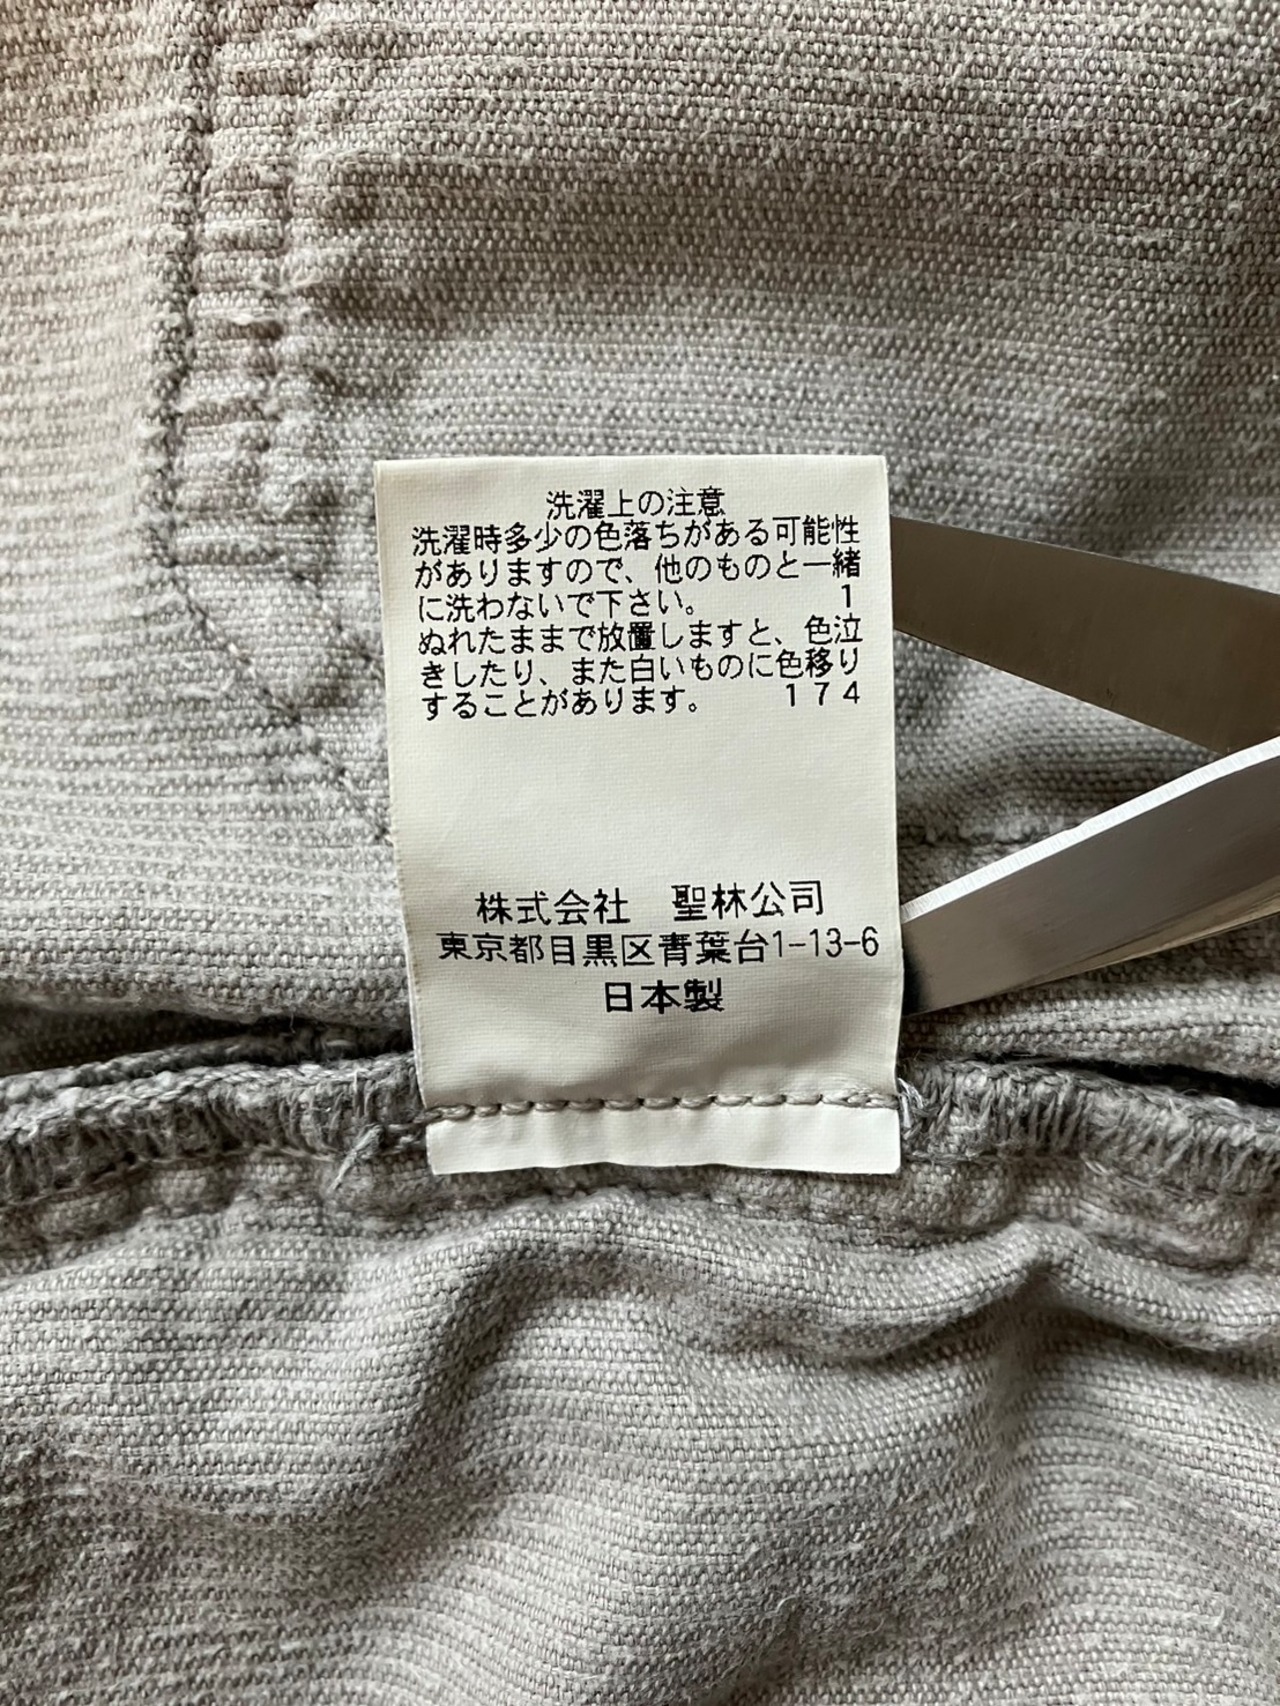 洗濯上の注意
洗濯時多少の色落ちがある可能性
がありますので、他のものと一緒
に洗わないで下さい。 1
ぬれたままで放置しますと、色泣
きしたり、また白いものに色移り
することがあります。 174
株式会社 聖林公司
東京都目黒区青葉台1-13-6
日本製